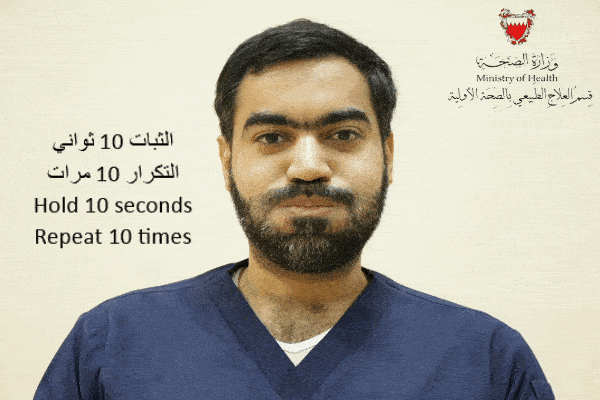 وزارة الصحة
Ministry of Health
قسم العلاج الطبيعي بالصحة الأولية
الثبات 10 ثواني
التكرار 10 مرات
Hold 10 seconds
Repeat 10 times